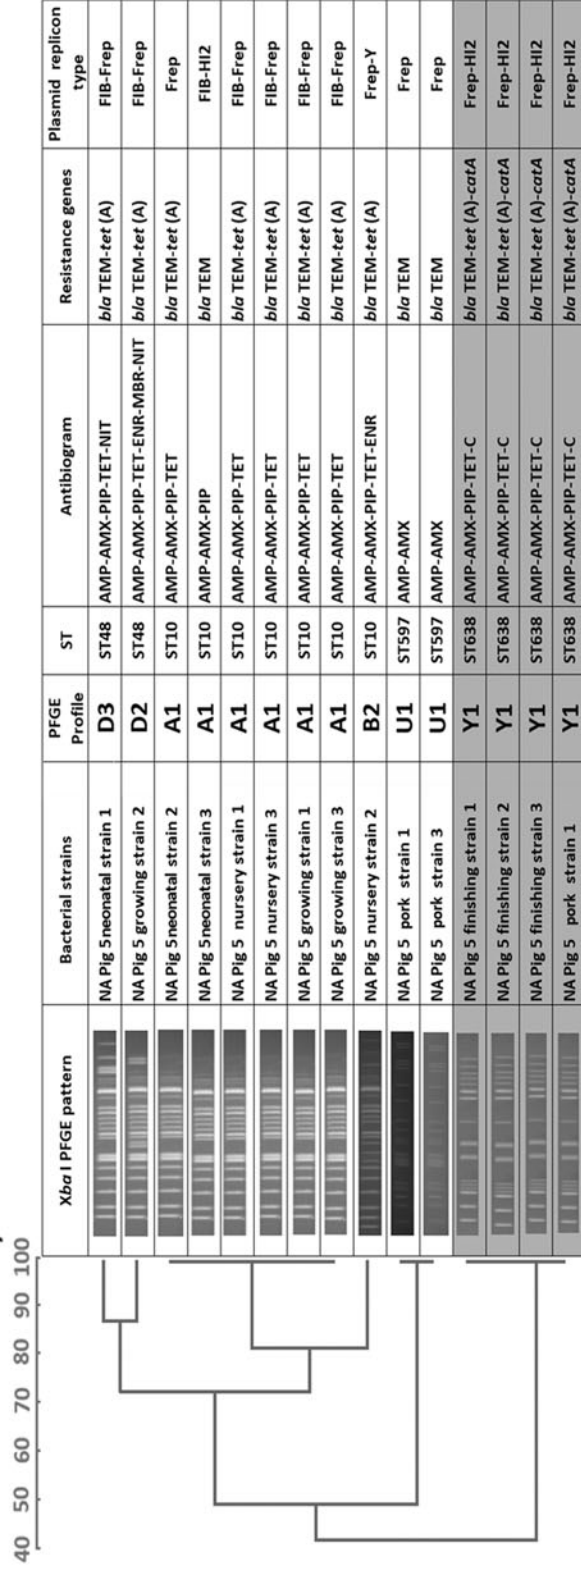 40 50 60 70 80 90 100
Xba I PFGE pattern Bacterial strains PFGE Profile ST Antibiogram Resistance genes Plasmid replicon type
NA Pig 5neonatal strain 1 D3 ST48 AMP-AMX-PIP-TET-NIT bla TEM-tet (A) FIB-Frep
NA Pig 5 growing strain 2 D2 ST48 AMP-AMX-PIP-TET-ENR-MBR-NIT bla TEM-tet (A) FIB-Frep
NA Pig 5neonatal strain 2 A1 ST10 AMP-AMX-PIP-TET bla TEM-tet (A) Frep
NA Pig 5neonatal strain 3 A1 ST10 AMP-AMX-PIP bla TEM FIB-HI2
NA Pig 5 nursery strain 1 A1 ST10 AMP-AMX-PIP-TET bla TEM-tet (A) FIB-Frep
NA Pig 5 nursery strain 3 A1 ST10 AMP-AMX-PIP-TET bla TEM-tet (A) FIB-Frep
NA Pig 5 growing strain 1 A1 ST10 AMP-AMX-PIP-TET bla TEM-tet (A) FIB-Frep
NA Pig 5 growing strain 3 A1 ST10 AMP-AMX-PIP-TET bla TEM-tet (A) FIB-Frep
NA Pig 5 nursery strain 2 B2 ST10 AMP-AMX-PIP-TET-ENR bla TEM-tet (A) Frep-Y
NA Pig 5 pork strain 1 U1 ST597 AMP-AMX bla TEM Frep
NA Pig 5 pork strain 3 U1 ST597 AMP-AMX bla TEM Frep
NA Pig 5 finishing strain 1 Y1 ST638 AMP-AMX-PIP-TET-C bla TEM-tet (A)-catA Frep-HI2
NA Pig 5 finishing strain 2 Y1 ST638 AMP-AMX-PIP-TET-C bla TEM-tet (A)-catA Frep-HI2
NA Pig 5 finishing strain 3 Y1 ST638 AMP-AMX-PIP-TET-C bla TEM-tet (A)-catA Frep-HI2
NA Pig 5 pork strain 1 Y1 ST638 AMP-AMX-PIP-TET-C bla TEM-tet (A)-catA Frep-HI2